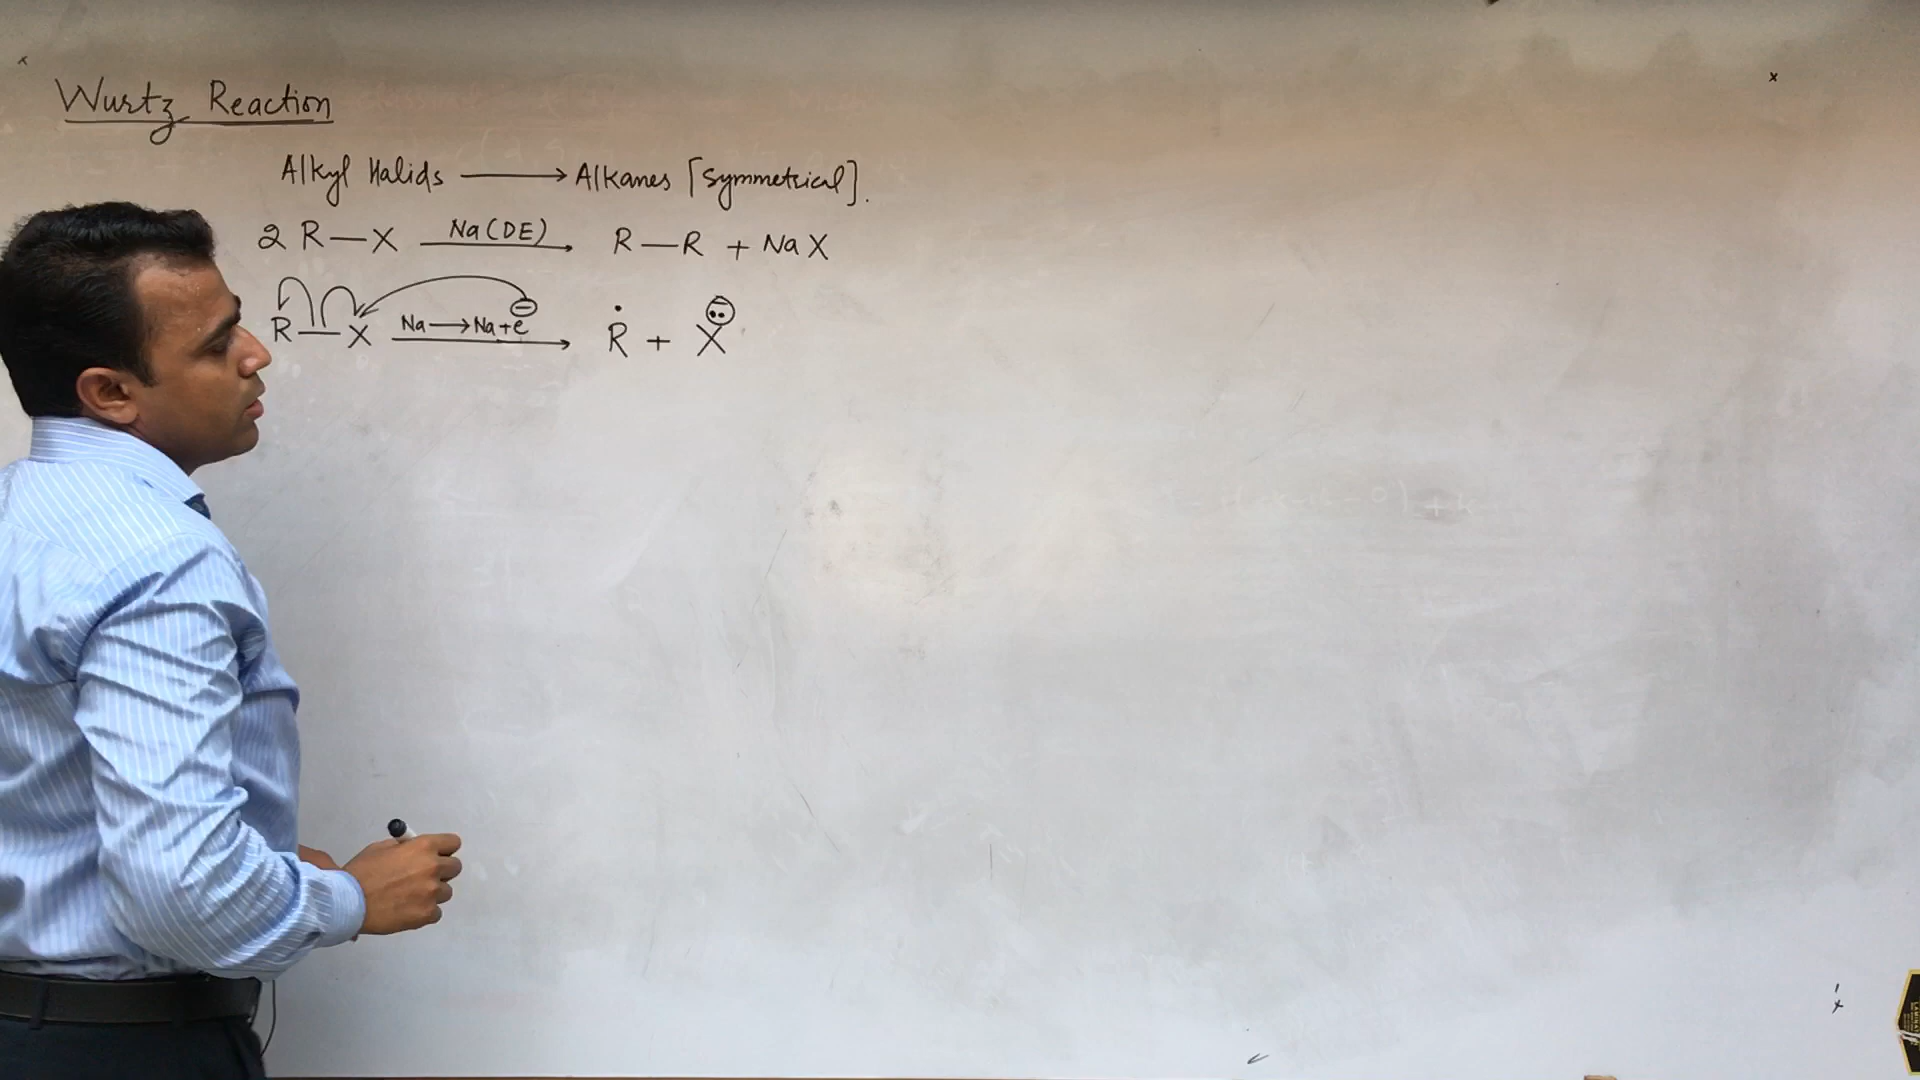 Wurtz Reaction
Alkyl Halids ⟶ Alkanes [Symmetrical].
2 R—X Na(DE) ⟶ R—R + NaX
R—X Na⟶Na+e⊖ ⟶ Ṙ + X⊖